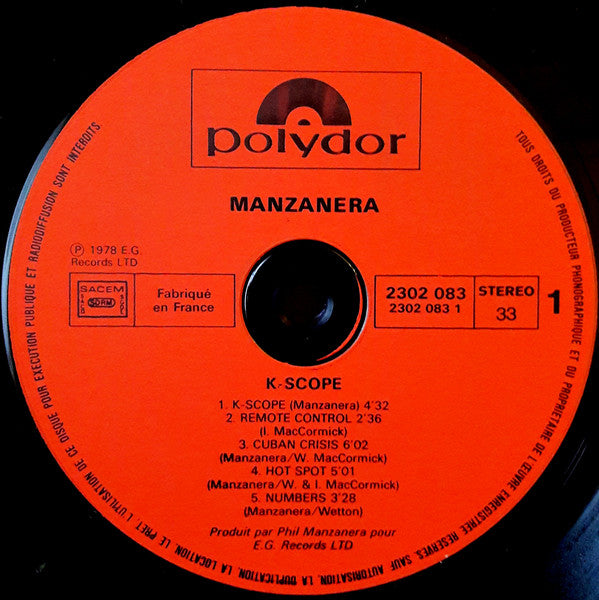 polydor
MANZANERA
℗ 1978 E.G.
Records LTD
SACEM
SACD
SDRM
SGDL
Fabriqué
en France
2302 083
2302 083 1
STEREO
33
1
K-SCOPE
1. K-SCOPE (Manzanera) 4'32
2. REMOTE CONTROL 2'36
(I. MacCormick)
3. CUBAN CRISIS 6'02
(Manzanera/W. MacCormick)
4. HOT SPOT 5'01
(Manzanera/W. & I. MacCormick)
5. NUMBERS 3'28
(Manzanera/Wetton)
Produit par Phil Manzanera pour
E.G. Records LTD
TOUS DROITS DU PRODUCTEUR PHONOGRAPHIQUE ET DU PROPRIETAIRE DE L'ŒUVRE ENREGISTREE RESERVES. SAUF AUTORISATION, LA DUPLICATION, LA LOCATION, LE PRET, L'UTILISATION DE CE DISQUE POUR EXECUTION PUBLIQUE ET RADIODIFFUSION SONT INTERDITS